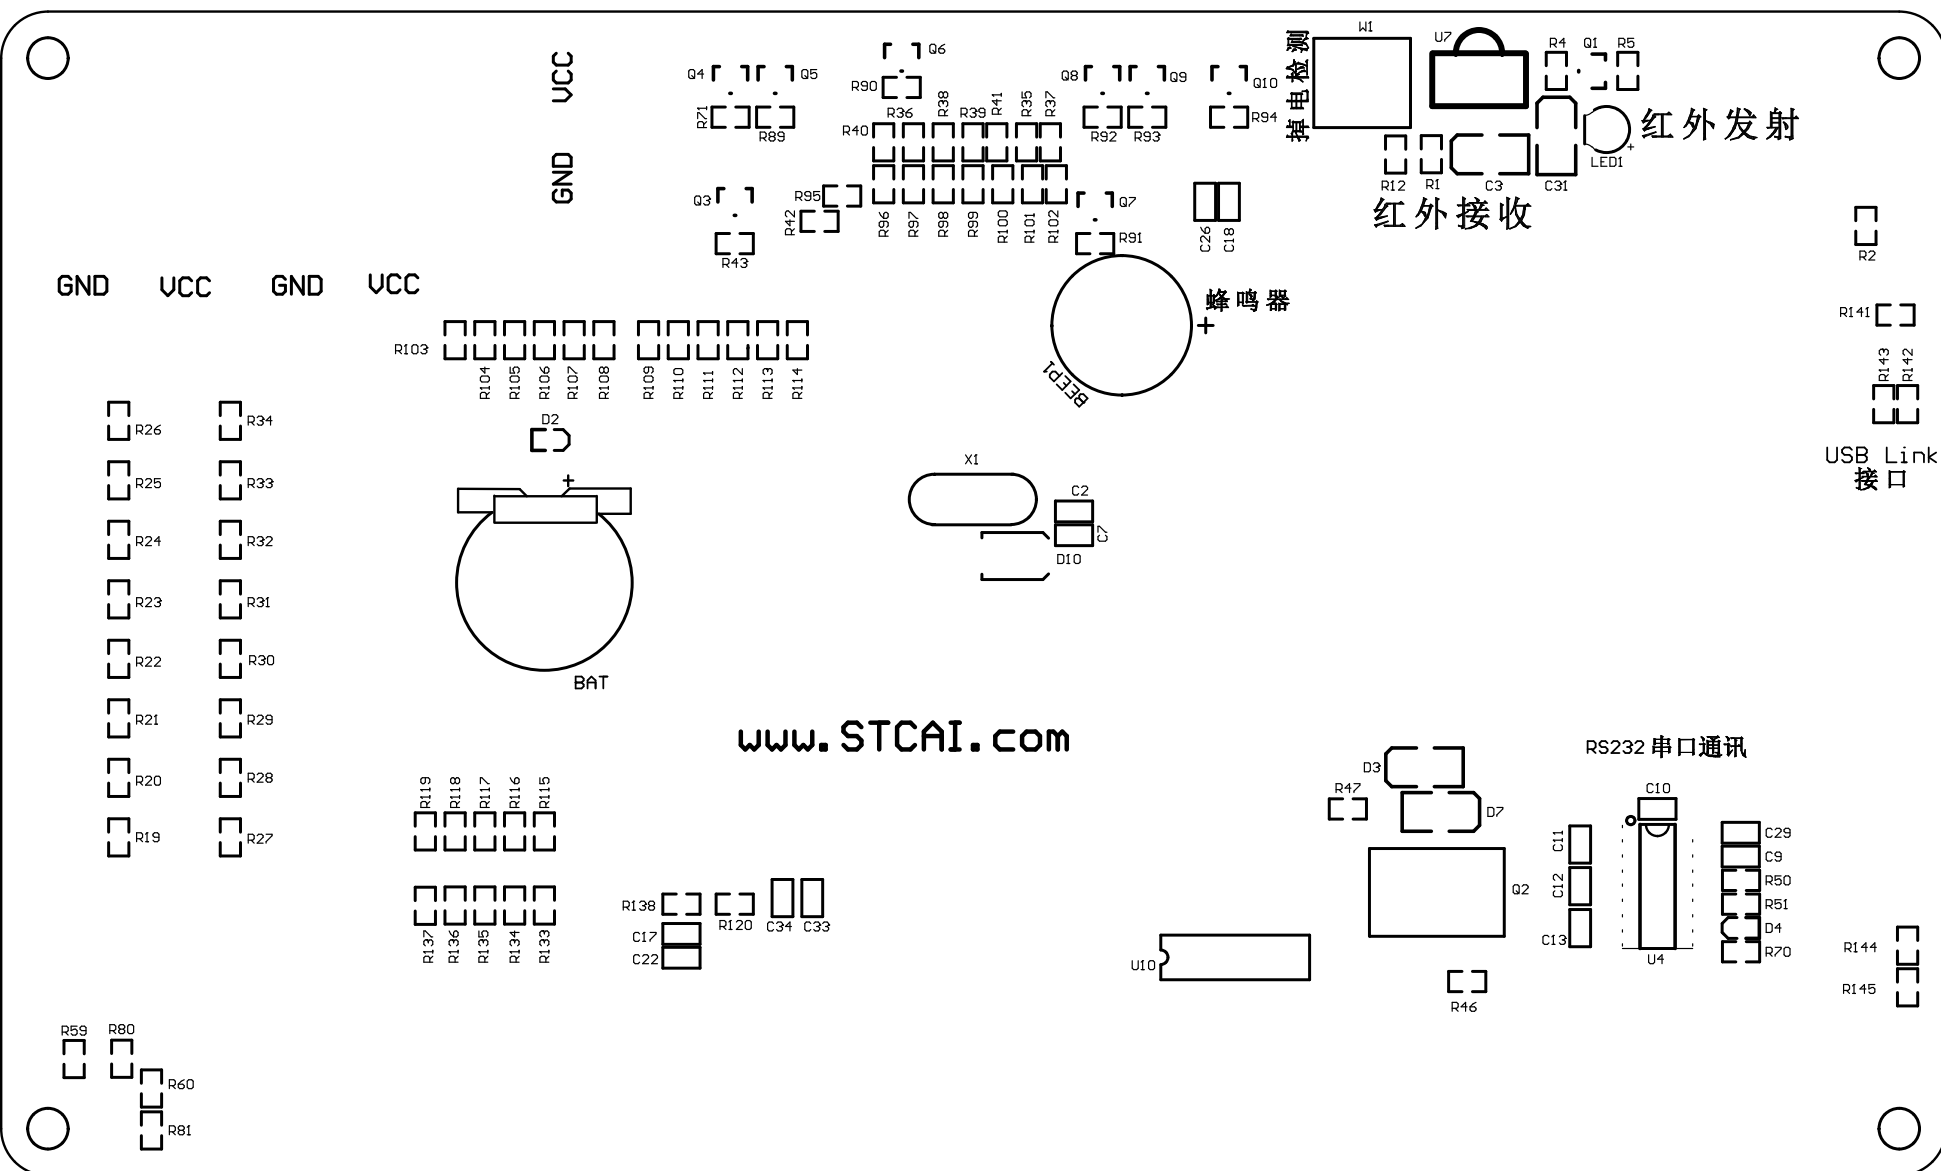 W1
U7
R4
Q1
R5
Q6
Q4
Q5
Q8
Q9
Q10
VCC
R90
掉电检测
R38
R41
R35
R37
R36
R39
R71
R89
R40
R92
R93
R94
红外发射
LED1
+
GND
R12
R1
C3
C31
Q3
R95
R42
Q7
红外接收
R96
R97
R98
R99
R100
R101
R102
R91
C26
C18
R43
R2
GND
VCC
GND
VCC
蜂鸣器
+
R141
R103
BEEP1
R143
R142
R104
R105
R106
R107
R108
R109
R110
R111
R112
R113
R114
D2
R26
R34
USB Link
接口
X1
+
R25
R33
C2
C7
R24
R32
D10
R23
R31
R22
R30
BAT
R21
R29
www.STCAI.com
RS232 串口通讯
D3
R20
R28
R47
C10
R119
R118
R117
R116
R115
D7
R19
R27
C11
C29
C9
C12
Q2
R50
R138
R51
R120
C34
C33
C17
C13
D4
R137
R136
R135
R134
R133
C22
U10
U4
R70
R144
R46
R145
R59
R80
R60
R81